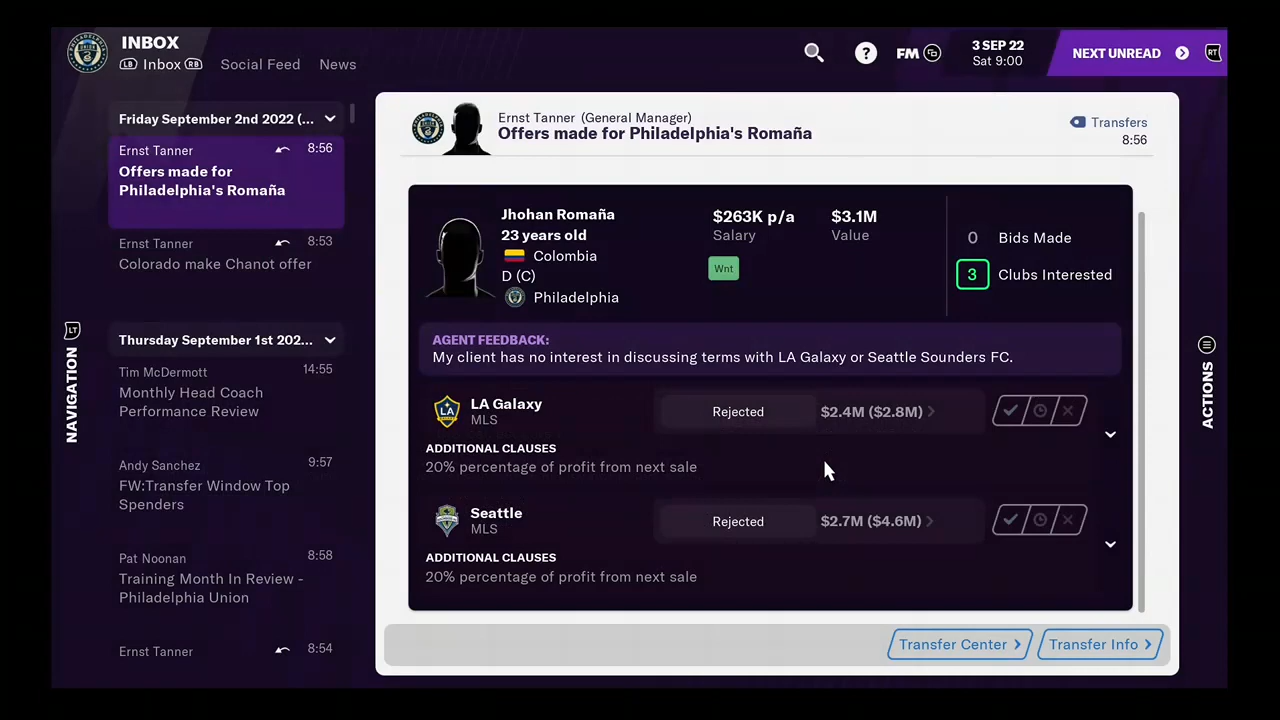 INBOX
LB Inbox RB Social Feed News
? FM 3 SEP 22
Sat 9:00
NEXT UNREAD RT
Friday September 2nd 2022 (...
Ernst Tanner 8:56
Offers made for
Philadelphia's Romaña
Ernst Tanner 8:53
Colorado make Chanot offer
Thursday September 1st 202...
Tim McDermott 14:55
Monthly Head Coach
Performance Review
Andy Sanchez 9:57
FW:Transfer Window Top
Spenders
Pat Noonan 8:58
Training Month In Review -
Philadelphia Union
Ernst Tanner 8:54
LT
NAVIGATION
Ernst Tanner (General Manager)
Offers made for Philadelphia's Romaña
Transfers
8:56
Jhohan Romaña
23 years old
Colombia
D (C)
Philadelphia
$263K p/a
Salary
$3.1M
Value
Wnt
0 Bids Made
3 Clubs Interested
AGENT FEEDBACK:
My client has no interest in discussing terms with LA Galaxy or Seattle Sounders FC.
LA Galaxy
MLS
Rejected $2.4M ($2.8M)
ADDITIONAL CLAUSES
20% percentage of profit from next sale
Seattle
MLS
Rejected $2.7M ($4.6M)
ADDITIONAL CLAUSES
20% percentage of profit from next sale
Transfer Center Transfer Info
ACTIONS